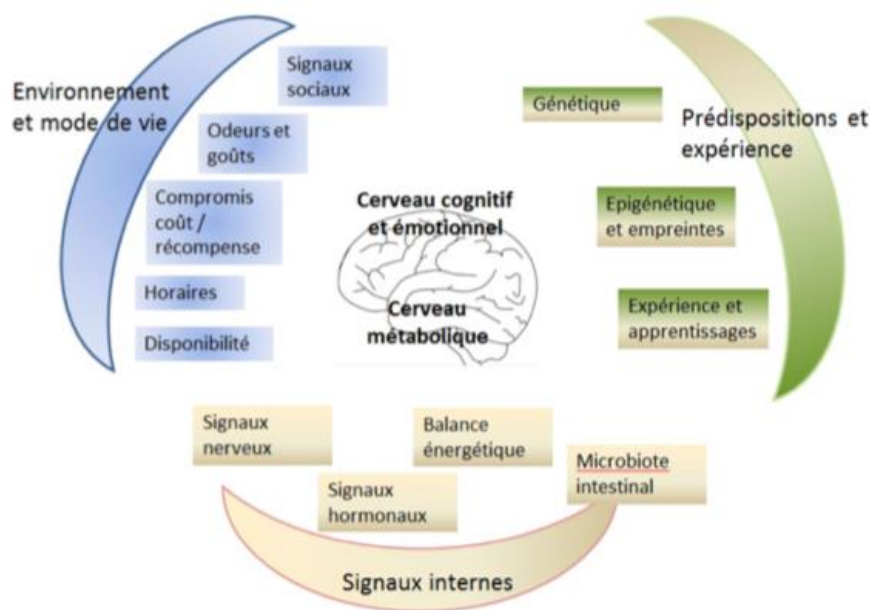 Environnement
et mode de vie
Signaux
sociaux
Odeurs et
goûts
Compromis
coût /
récompense
Horaires
Disponibilité
Cerveau cognitif
et émotionnel
Cerveau
métabolique
Génétique
Prédispositions et
expérience
Epigénétique
et empreintes
Expérience et
apprentissages
Signaux
nerveux
Balance
énergétique
Microbiote
intestinal
Signaux
hormonaux
Signaux internes